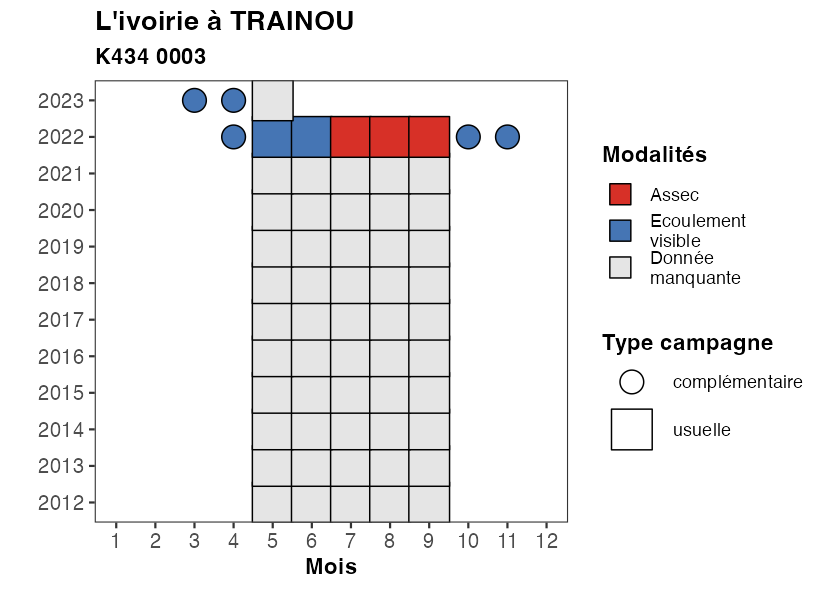 L'ivoirie à TRAINOU
K434 0003
2023
2022
2021
2020
2019
2018
2017
2016
2015
2014
2013
2012
1 2 3 4 5 6 7 8 9 10 11 12
Mois
Modalités
Assec
Ecoulement
visible
Donnée
manquante
Type campagne
complémentaire
usuelle